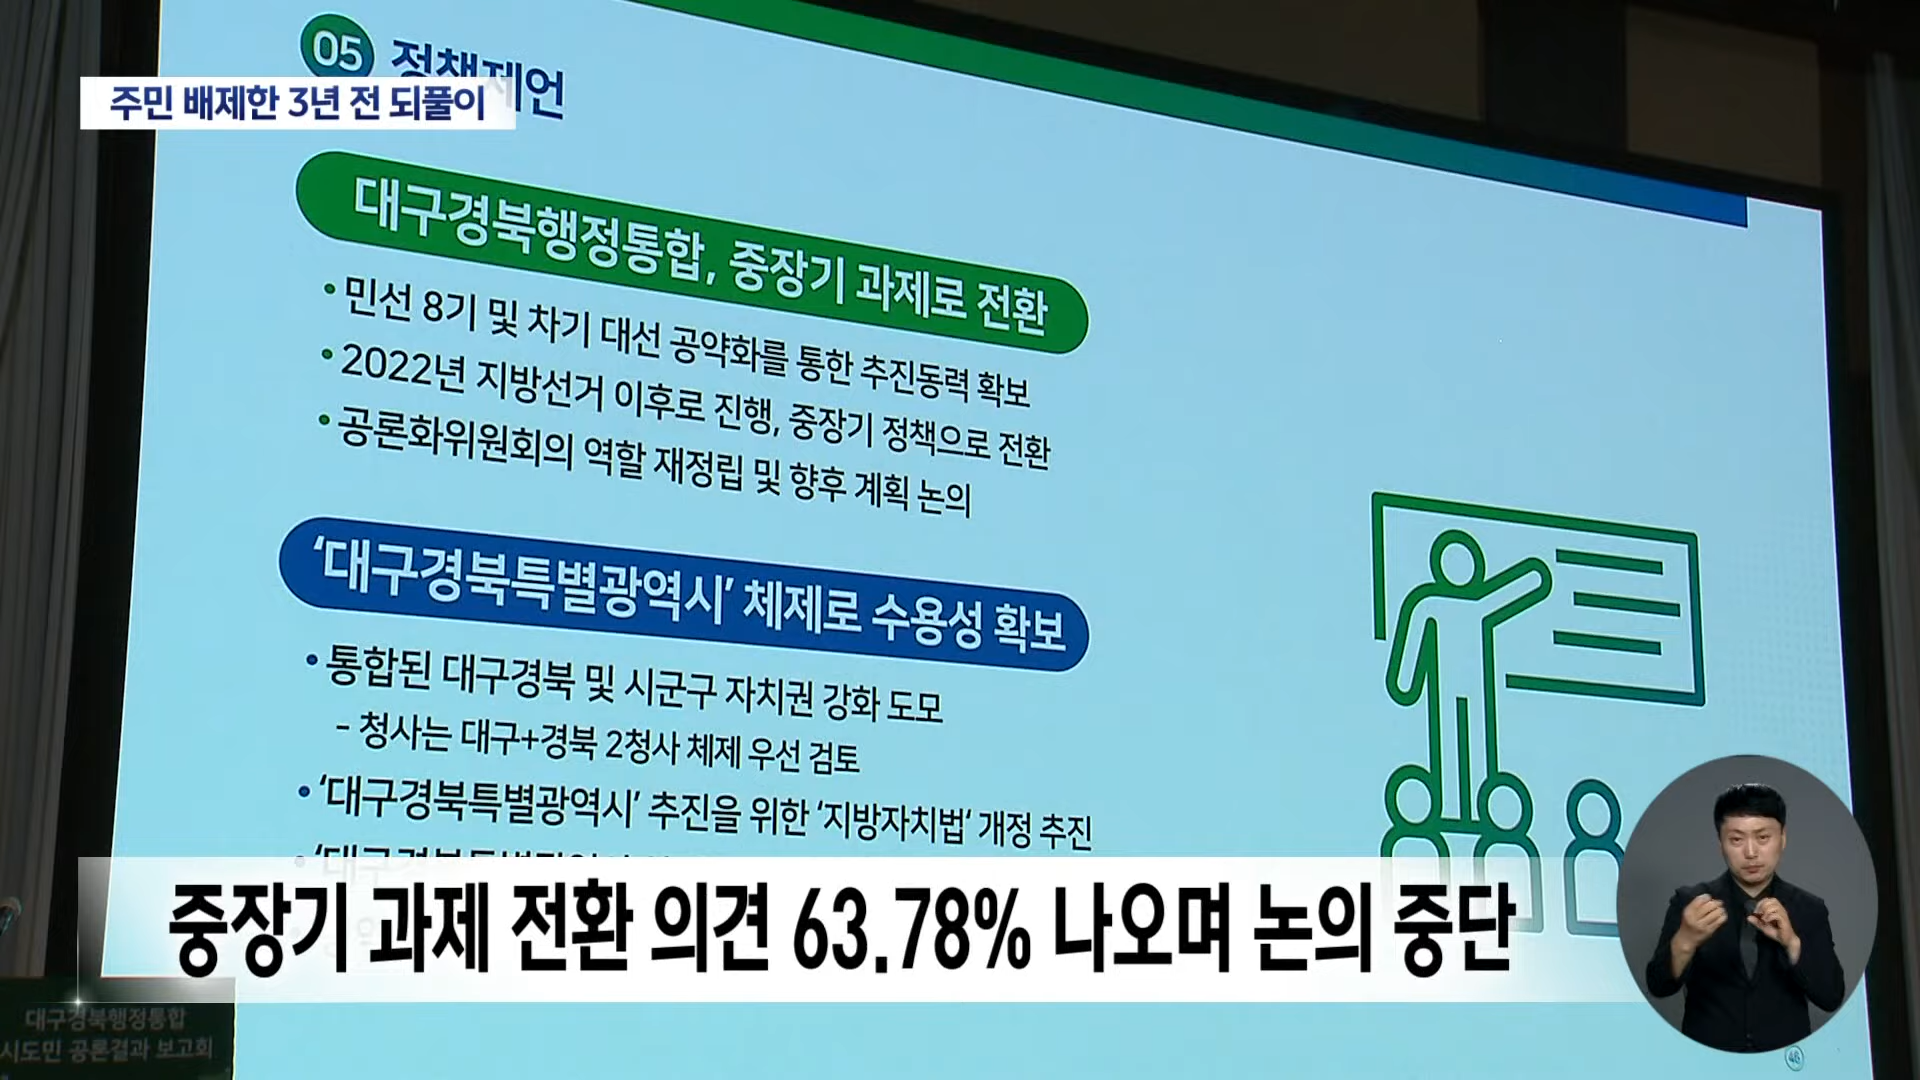 05 정책제언
주민 배제한 3년 전 되풀이
대구경북행정통합, 중장기 과제로 전환
• 민선 8기 및 차기 대선 공약화를 통한 추진동력 확보
• 2022년 지방선거 이후로 진행, 중장기 정책으로 전환
• 공론화위원회의 역할 재정립 및 향후 계획 논의
‘대구경북특별광역시’ 체제로 수용성 확보
• 통합된 대구경북 및 시군구 자치권 강화 도모
- 청사는 대구+경북 2청사 체제 우선 검토
• ‘대구경북특별광역시’ 추진을 위한 ‘지방자치법‘ 개정 추진
중장기 과제 전환 의견 63.78% 나오며 논의 중단
대구경북행정통합
시도민 공론결과 보고회
46